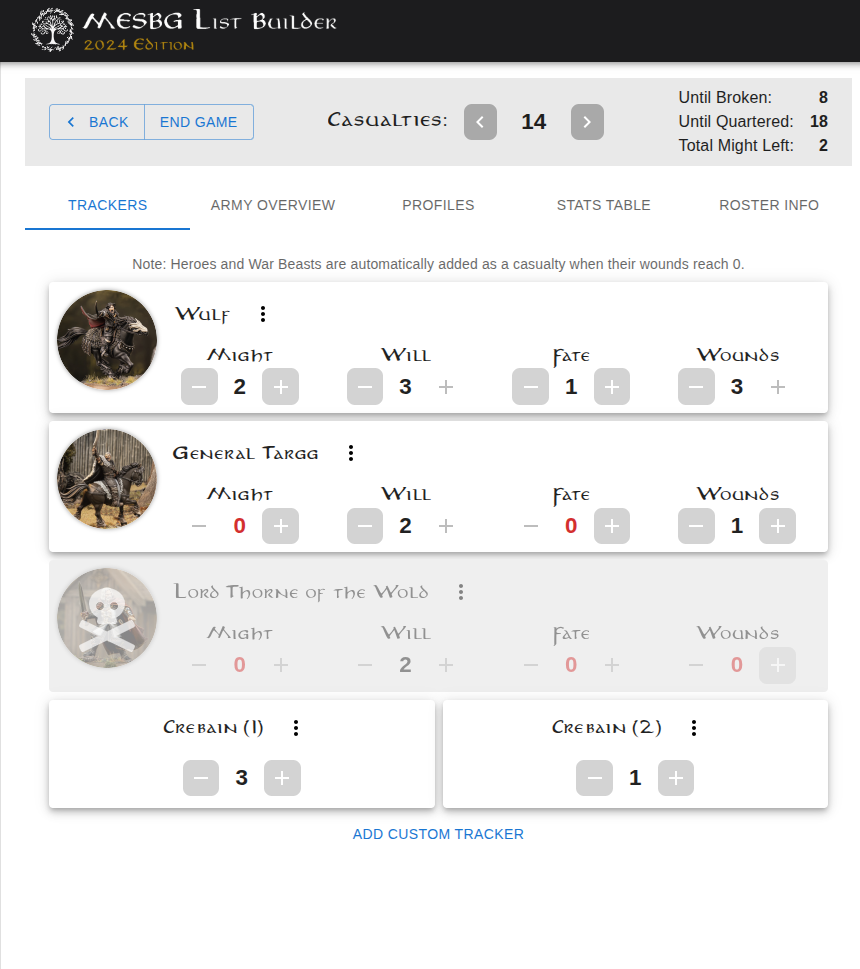 MESBG List Builder
2024 Edition
BACK
END GAME
Casualties:
14
Until Broken: 8
Until Quartered: 18
Total Might Left: 2
TRACKERS
ARMY OVERVIEW
PROFILES
STATS TABLE
ROSTER INFO
Note: Heroes and War Beasts are automatically added as a casualty when their wounds reach 0.
Wulf
Might Will Fate Wounds
2 3 1 3
General Targg
Might Will Fate Wounds
0 2 0 1
Lord Thorne of the Wold
Might Will Fate Wounds
0 2 0 0
Crebain (1)
3
Crebain (2)
1
ADD CUSTOM TRACKER